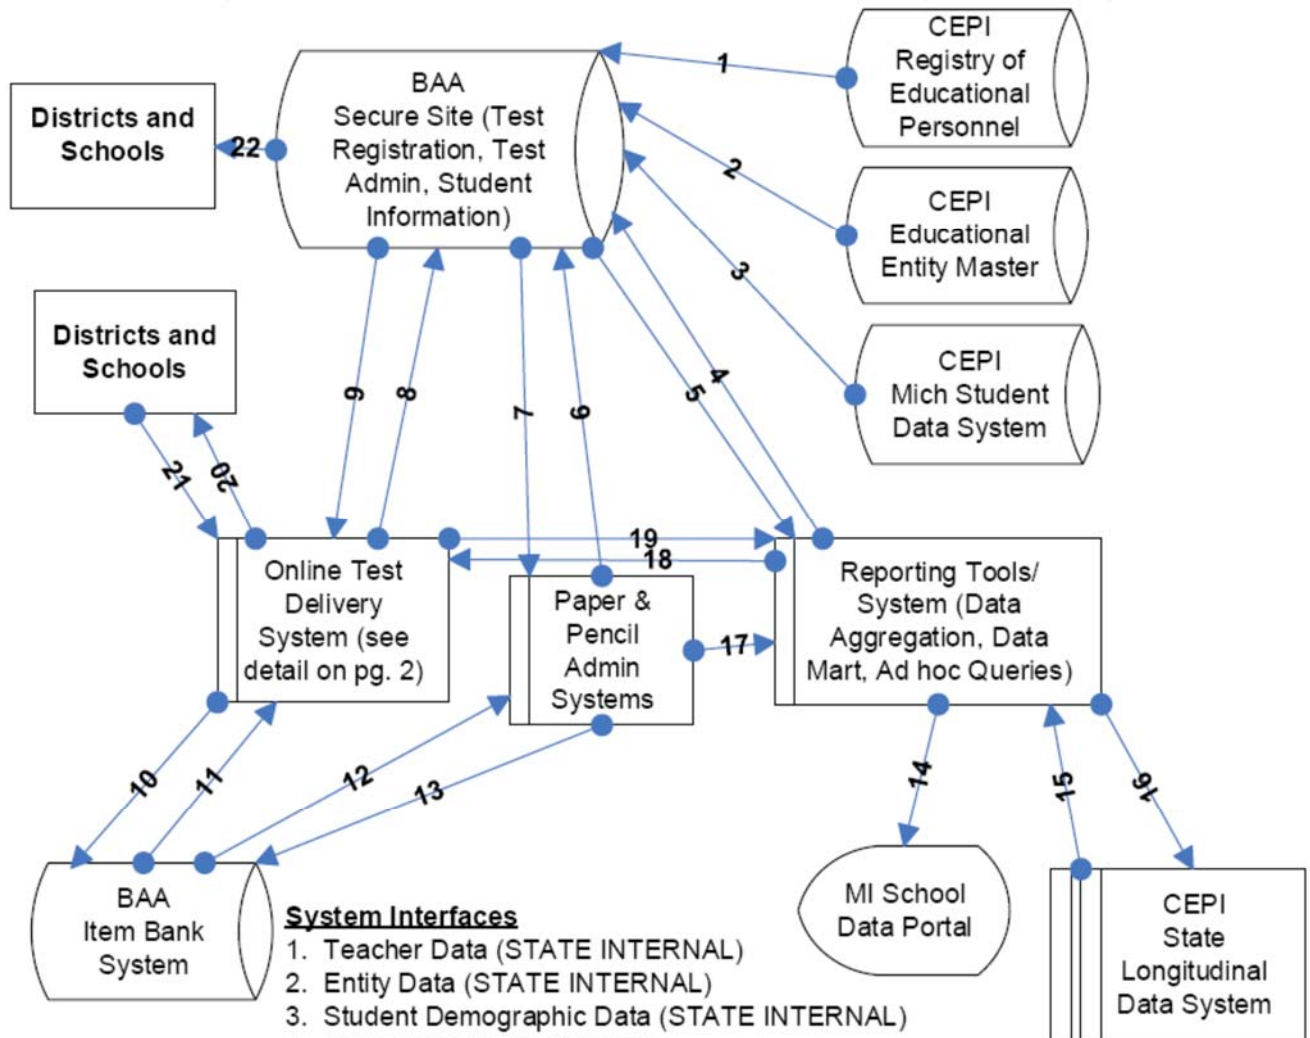 CEPI
Registry of
Educational
Personnel
1
BAA
Secure Site (Test
Registration, Test
Admin, Student
Information)
Districts and
Schools
22
2
CEPI
Educational
Entity Master
3
CEPI
Mich Student
Data System
Districts and
Schools
9
8
7
6
5
4
21
20
19
18
Online Test
Delivery
System (see
detail on pg. 2)
Paper &
Pencil
Admin
Systems
17
Reporting Tools/
System (Data
Aggregation, Data
Mart, Ad hoc Queries)
10
11
12
13
14
15
16
BAA
Item Bank
System
MI School
Data Portal
CEPI
State
Longitudinal
Data System
System Interfaces
1. Teacher Data (STATE INTERNAL)
2. Entity Data (STATE INTERNAL)
3. Student Demographic Data (STATE INTERNAL)